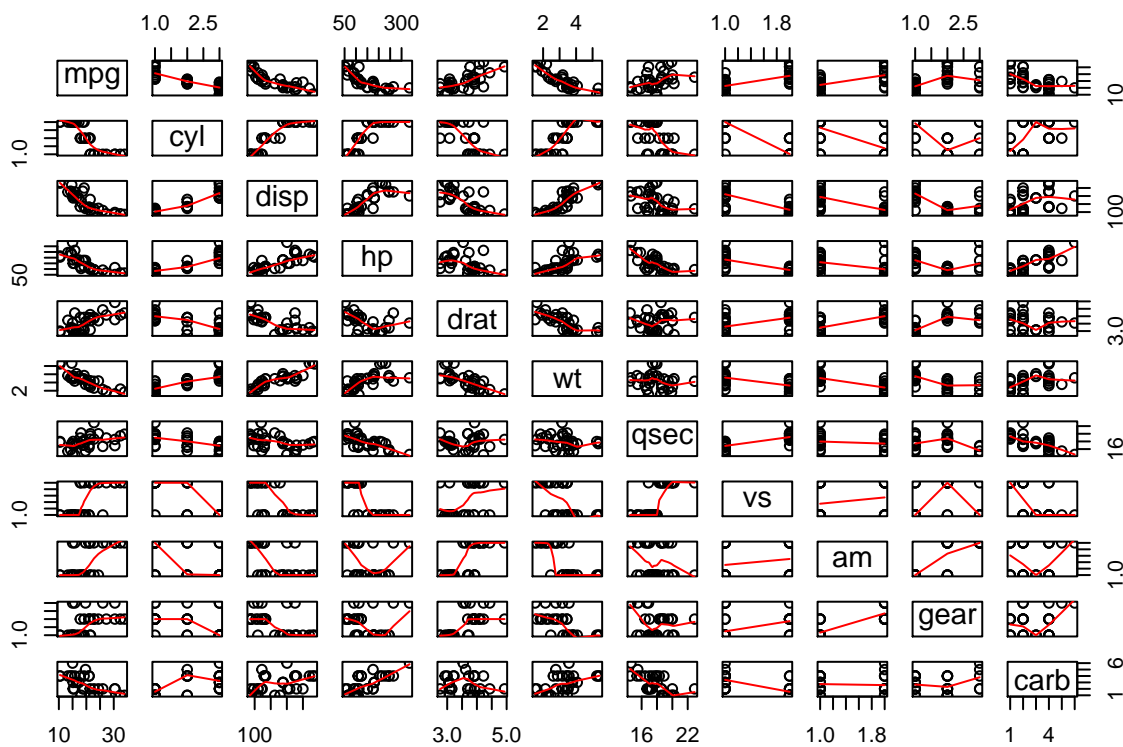 1.0 2.5 50 300 2 4 1.0 1.8 1.0 2.5
mpg 10
1.0 cyl
disp 100
50 hp
drat 3.0
2 wt
qsec 16
1.0 vs
am 1.0
1.0 gear
carb 1 6
10 30 100 3.0 5.0 16 22 1.0 1.8 1 4